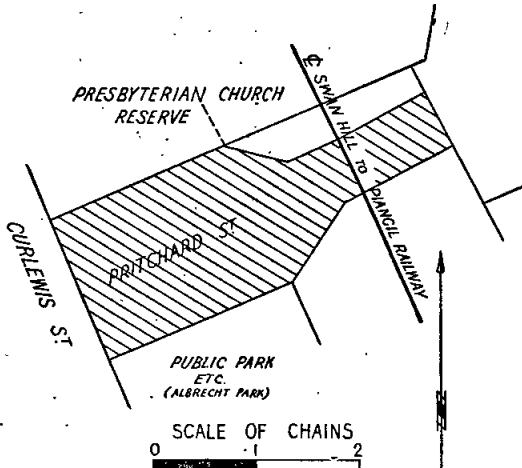 PRESBYTERIAN CHURCH
RESERVE
℄ SWAN HILL TO PIANGIL RAILWAY
CURLEWIS ST
PRITCHARD ST
PUBLIC PARK
ETC.
(ALBRECHT PARK)
SCALE OF CHAINS
0 1 2